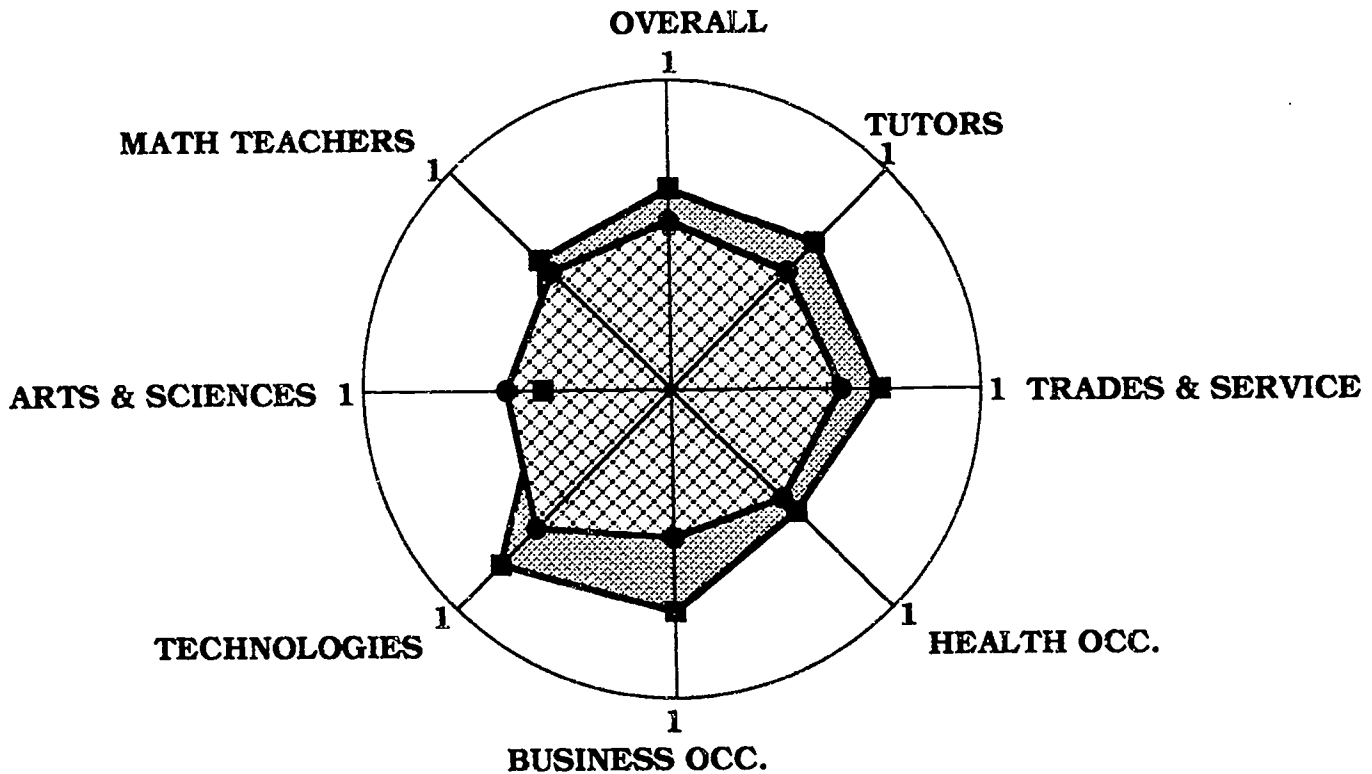 OVERALL
1
TUTORS
1
MATH TEACHERS
1
ARTS & SCIENCES 1
1 TRADES & SERVICE
1
TECHNOLOGIES
1
HEALTH OCC.
1
BUSINESS OCC.